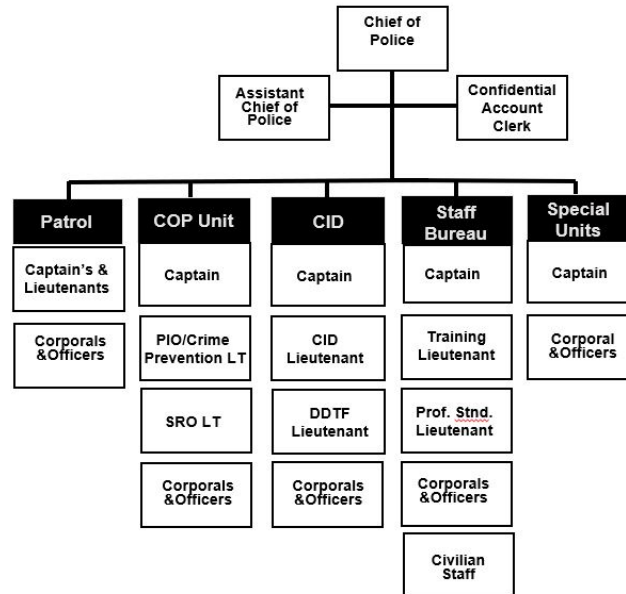 Chief of
Police
Assistant
Chief of
Police
Confidential
Account
Clerk
Patrol
Captain's &
Lieutenants
Corporals
&Officers
COP Unit
Captain
PIO/Crime
Prevention LT
SRO LT
Corporals
&Officers
CID
Captain
CID
Lieutenant
DDTF
Lieutenant
Corporals
&Officers
Staff
Bureau
Captain
Training
Lieutenant
Prof. Stnd.
Lieutenant
Corporals
&Officers
Civilian
Staff
Special
Units
Captain
Corporal
&Officers